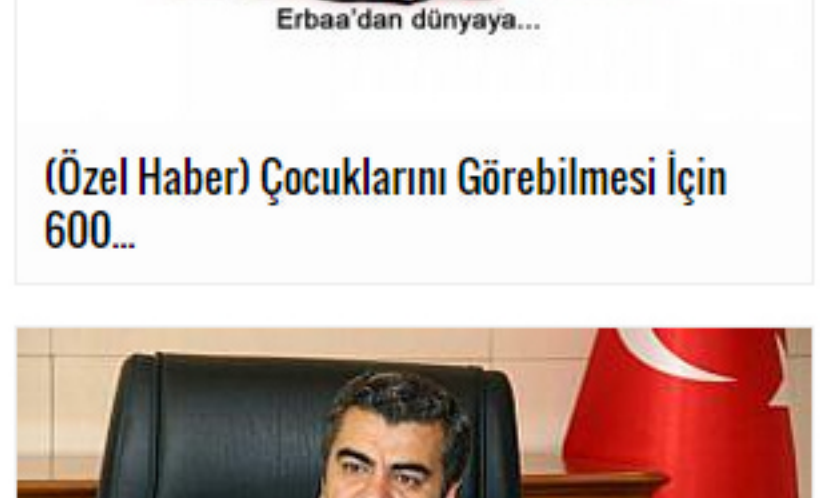 Erbaa'dan dünyaya...
(Özel Haber) Çocuklarını Görebilmesi İçin
600...